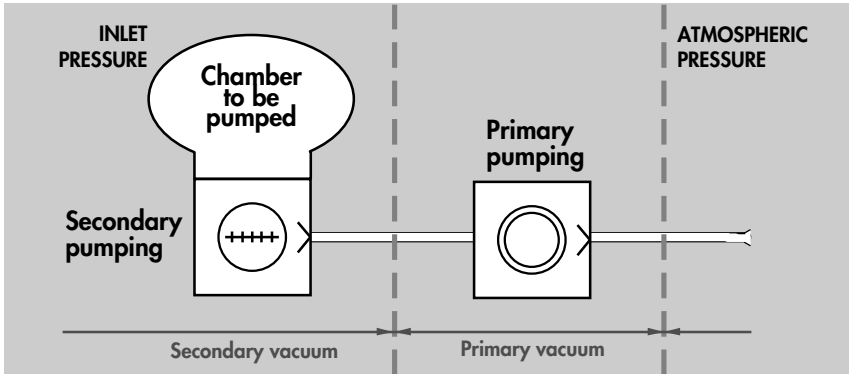 INLET
PRESSURE
ATMOSPHERIC
PRESSURE
Chamber
to be
pumped
Primary
pumping
Secondary
pumping
Secondary vacuum
Primary vacuum